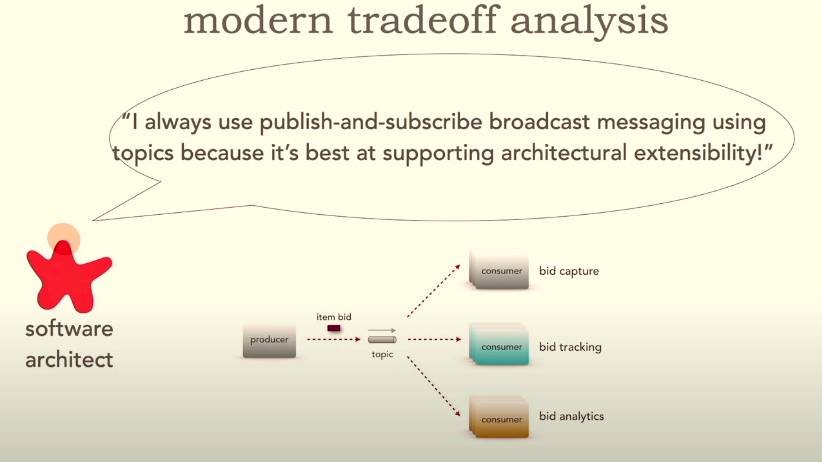 modern tradeoff analysis
“I always use publish-and-subscribe broadcast messaging using
topics because it’s best at supporting architectural extensibility!”
software
architect
producer
item bid
topic
consumer
bid capture
consumer
bid tracking
consumer
bid analytics